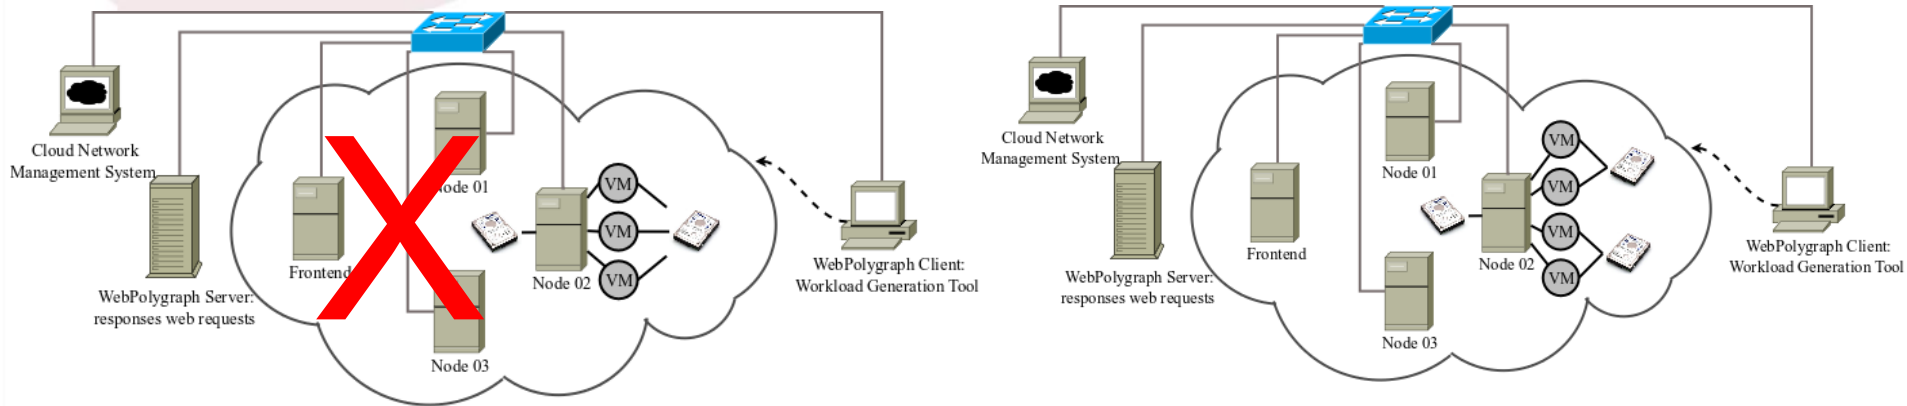 Cloud Network
Management System
WebPolygraph Server:
responses web requests
Frontend
Node 01
Node 02
VM
VM
VM
Node 03
WebPolygraph Client:
Workload Generation Tool
Cloud Network
Management System
WebPolygraph Server:
responses web requests
Frontend
Node 01
Node 02
VM
VM
VM
VM
Node 03
WebPolygraph Client:
Workload Generation Tool